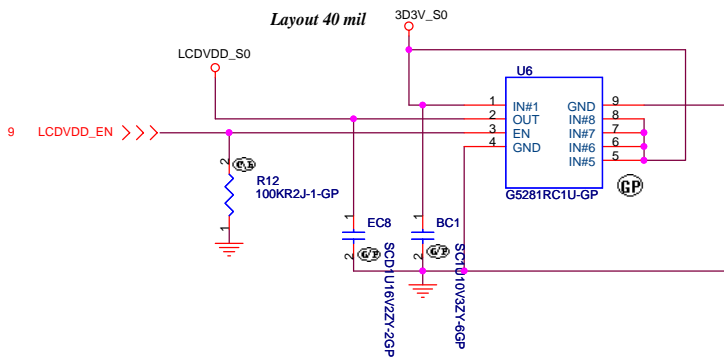 Layout 40 mil
3D3V_S0
LCDVDD_S0
U6
1 IN#1 GND 9
2 OUT IN#8 8
3 EN IN#7 7
4 GND IN#6 6
IN#5 5
G5281RC1U-GP
GP
9 LCDVDD_EN
2
R12
100KR2J-1-GP
1
1 EC8
2
SCD1U16V2ZY-2GP
1 BC1
2
SC1U10V3ZY-6GP